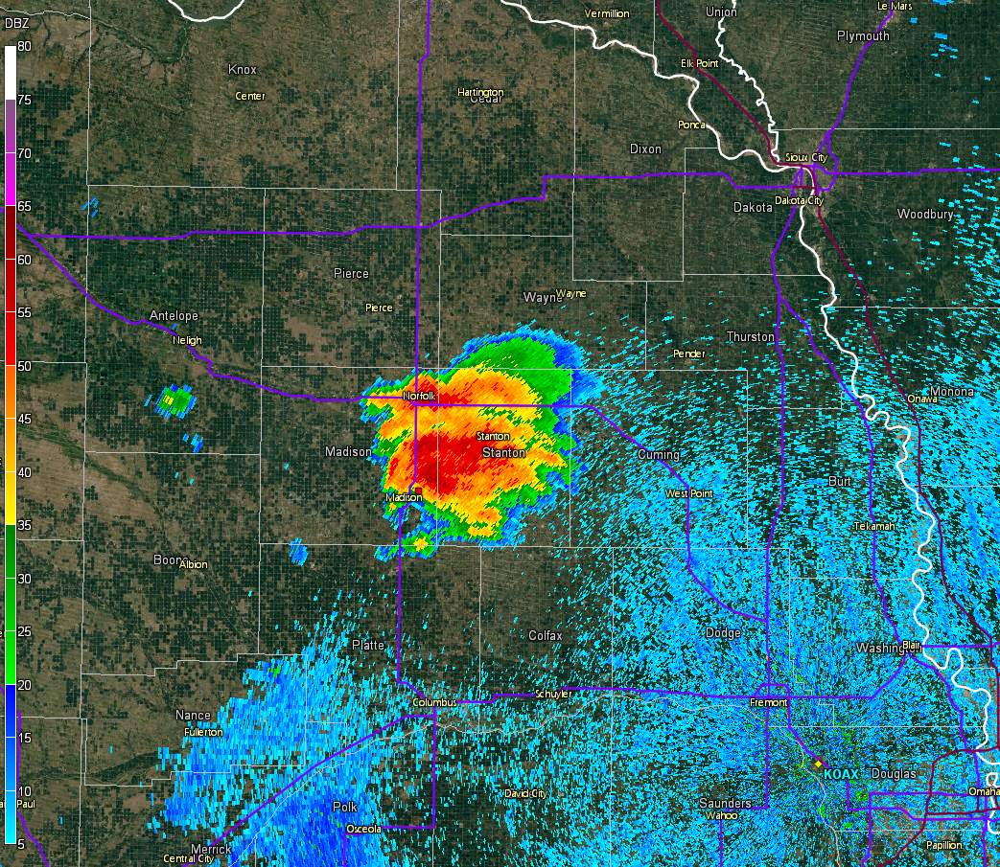 Le Mars
Union
Vermillion
DBZ
Plymouth
80
Elk Point
Knox
Center
Hartington
Cedar
75
Ponca
Dixon
70
Sioux City
Dakota City
65
Dakota
Woodbury
60
Pierce
Wayne
Wayne
Pierce
55
Antelope
Neligh
Thurston
Pender
50
Norfolk
Monona
Onawa
45
Stanton
Madison
Stanton
Cuming
40
Burt
West Point
Madison
35
Tekamah
Boone
Albion
30
25
Colfax
Dodge
Platte
Washington
Blair
20
Schuyler
Columbus
Fremont
Nance
Fullerton
15
KOAX
Douglas
10
David City
Omaha
Paul
Polk
Saunders
Wahoo
Osceola
5
Merrick
Papillion
Central City